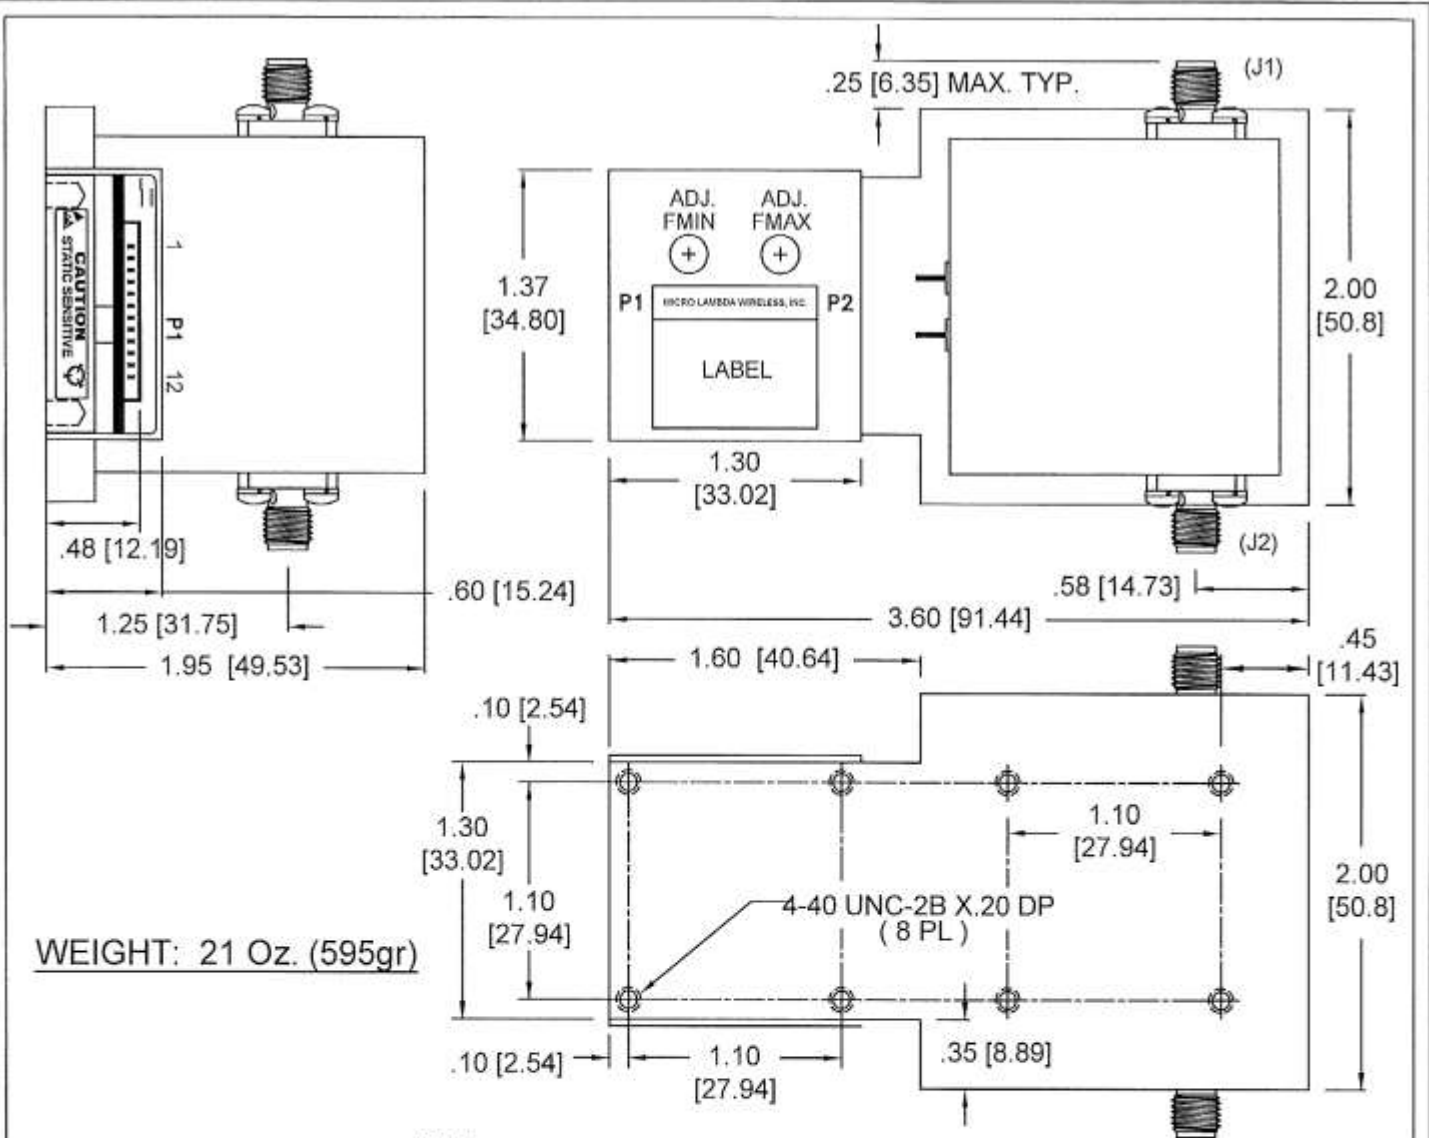 .25 [6.35] MAX. TYP.
(J1)
ADJ.
FMIN
ADJ.
FMAX
1.37
[34.80]
P1
MICRO LAMBDA WIRELESS, INC.
P2
LABEL
2.00
[50.8]
CAUTION
STATIC SENSITIVE
1
P1
12
1.30
[33.02]
(J2)
.48 [12.19]
.60 [15.24]
.58 [14.73]
1.25 [31.75]
3.60 [91.44]
1.95 [49.53]
1.60 [40.64]
.45
[11.43]
.10 [2.54]
1.30
[33.02]
1.10
[27.94]
1.10
[27.94]
4-40 UNC-2B X.20 DP
( 8 PL )
2.00
[50.8]
WEIGHT: 21 Oz. (595gr)
.10 [2.54]
1.10
[27.94]
.35 [8.89]